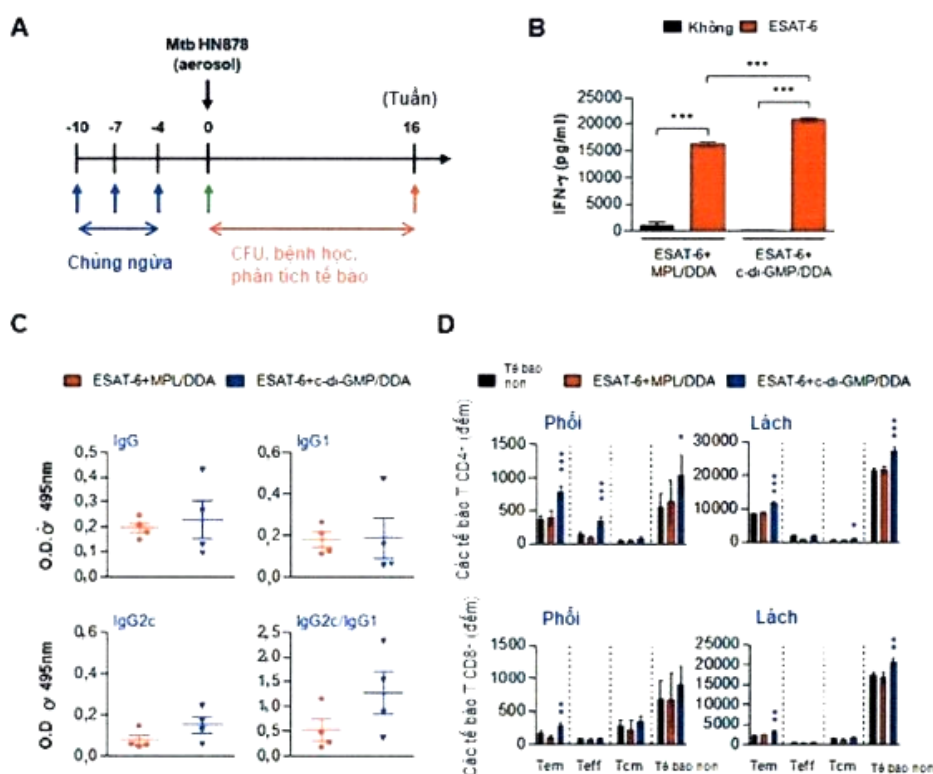 A
Mtb HN878
(aerosol)
(Tuần)
-10 -7 -4 0 16
Chủng ngừa
CFU, bệnh học,
phân tích tế bào
B
Không ESAT-6
***
***
***
IFN-γ (pg/ml)
25000
20000
15000
10000
5000
0
ESAT-6+
MPL/DDA
ESAT-6+
c-di-GMP/DDA
C
ESAT-6+MPL/DDA ESAT-6+c-di-GMP/DDA
O.D. ở 495nm
IgG
0,5
0,4
0,3
0,2
0,1
0,0
IgG1
0,6
0,4
0,2
0,0
O.D ở 495nm
IgG2c
0,6
0,4
0,2
0,0
IgG2c/IgG1
2,5
2,0
1,5
1,0
0,5
0,0
D
Tế bào
non
ESAT-6+MPL/DDA ESAT-6+c-di-GMP/DDA
Các tế bào T CD4- (đếm)
Phổi
1500
1000
500
0
Lách
30000
20000
10000
0
Các tế bào T CD8- (đếm)
Phổi
1500
1000
500
0
Lách
25000
20000
15000
10000
5000
0
Tem Teff Tcm Tế bào non
Tem Teff Tcm Tế bào non